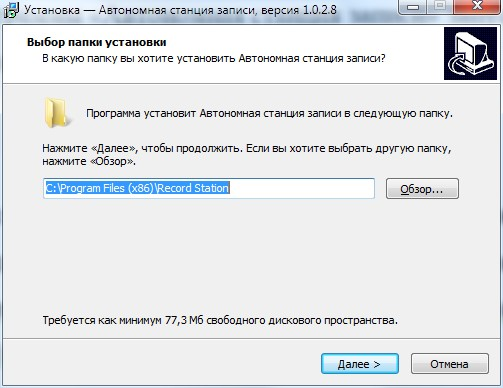 Установка — Автономная станция записи, версия 1.0.2.8
Выбор папки установки
В какую папку вы хотите установить Автономная станция записи?
Программа установит Автономная станция записи в следующую папку.
Нажмите «Далее», чтобы продолжить. Если вы хотите выбрать другую папку,
нажмите «Обзор».
C:\Program Files (x86)\Record Station
Обзор...
Требуется как минимум 77,3 Мб свободного дискового пространства.
Далее >
Отмена